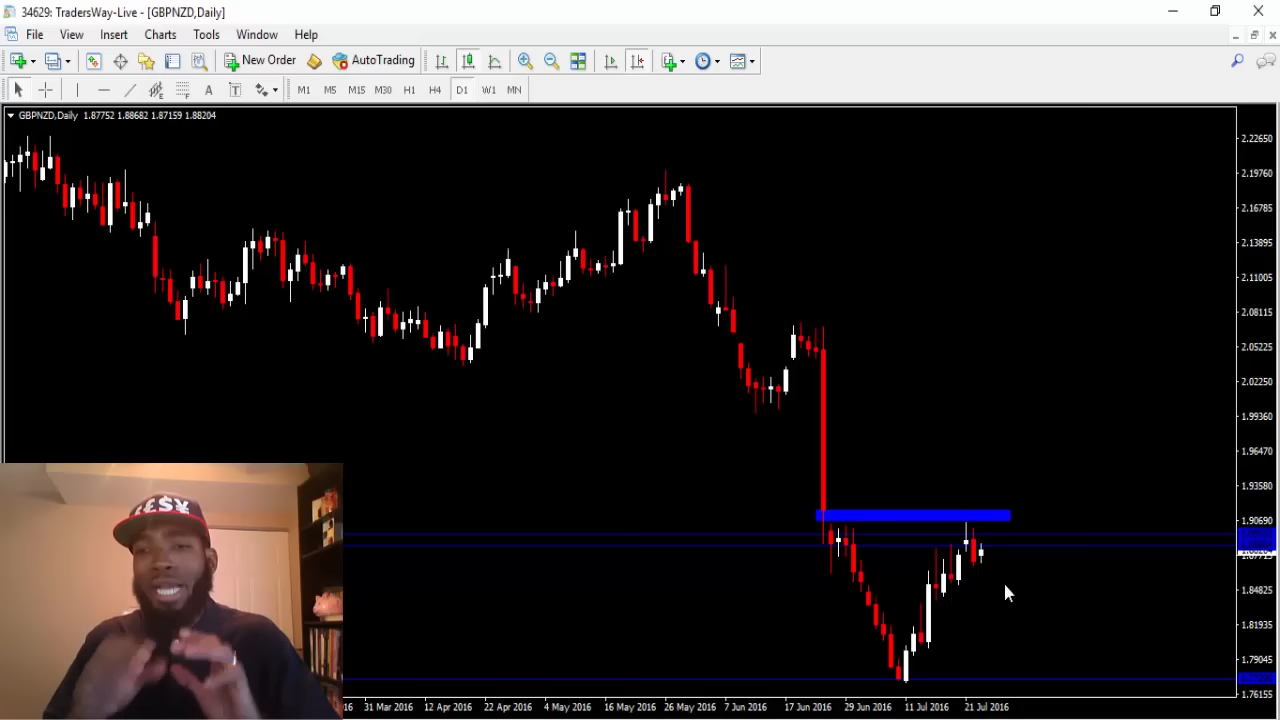 34629: TradersWay-Live - [GBPNZD,Daily]
File View Insert Charts Tools Window Help
New Order AutoTrading
A T M1 M5 M15 M30 H1 H4 D1 W1 MN
GBPNZD,Daily 1.87752 1.88682 1.87159 1.88204
2.22650
2.19760
2.16785
2.13895
2.11005
2.08115
2.05225
2.02250
1.99360
1.96470
1.93580
1.90690
1.84825
1.81935
1.79045
1.76155
£$¥
31 Mar 2016 12 Apr 2016 22 Apr 2016 4 May 2016 16 May 2016 26 May 2016 7 Jun 2016 17 Jun 2016 29 Jun 2016 11 Jul 2016 21 Jul 2016